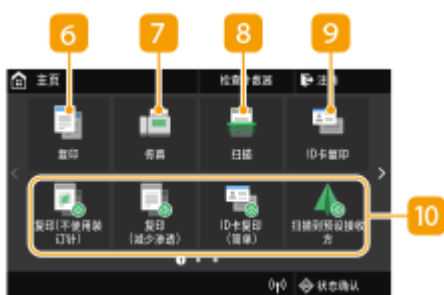 6
7
8
9
主页
检查计数器
注销
复印
传真
扫描
ID卡复印
复印(不使用装
订针)
复印
(减少渗透)
ID卡复印
(简单)
扫描到预设接收
方
10
状态确认